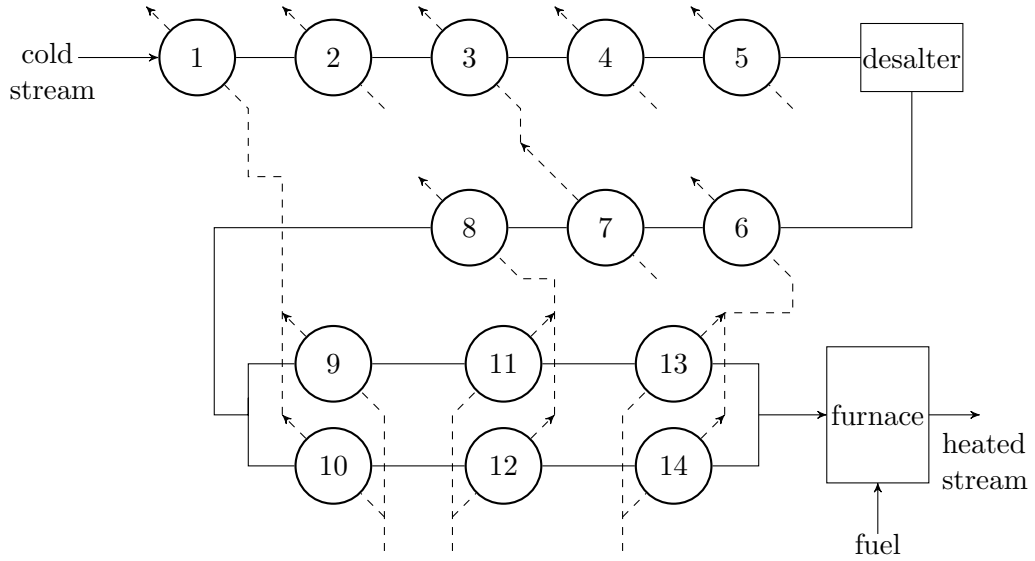 cold
stream
1
2
3
4
5
desalter
8
7
6
9
11
13
10
12
14
furnace
heated
stream
fuel